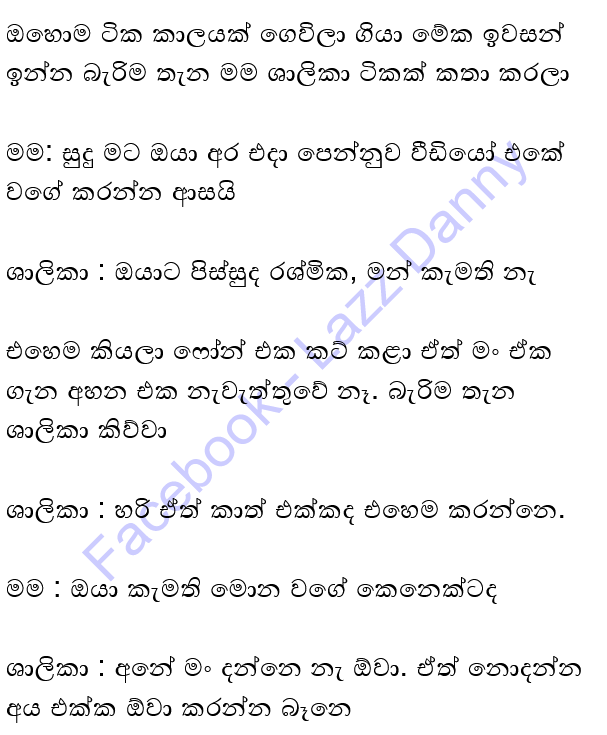 ඔහොම ටික කාලයක් ගෙවිලා ගියා මේක ඉවසන්
ඉන්න බැරිම තැන මම ශාලිකා ටිකක් කතා කරලා
මම: සුදු මට ඔයා අර එදා පෙන්නුව වීඩියෝ එකේ
වගේ කරන්න ආසයි
ශාලිකා : ඔයාට පිස්සුද රශ්මික, මන් කැමති නැ
එහෙම කියලා ෆෝන් එක කට් කළා ඒත් මං ඒක
ගැන අහන එක නැවැත්තුවේ නෑ. බැරිම තැන
ශාලිකා කිව්වා
ශාලිකා : හරි ඒත් කාත් එක්කද එහෙම කරන්නෙ.
මම : ඔයා කැමති මොන වගේ කෙනෙක්ටද
ශාලිකා : අනේ මං දන්නෙ නැ ඕවා. ඒත් නොදන්න
අය එක්ක ඕවා කරන්න බෑනෙ
Facebook - Lazz Danny